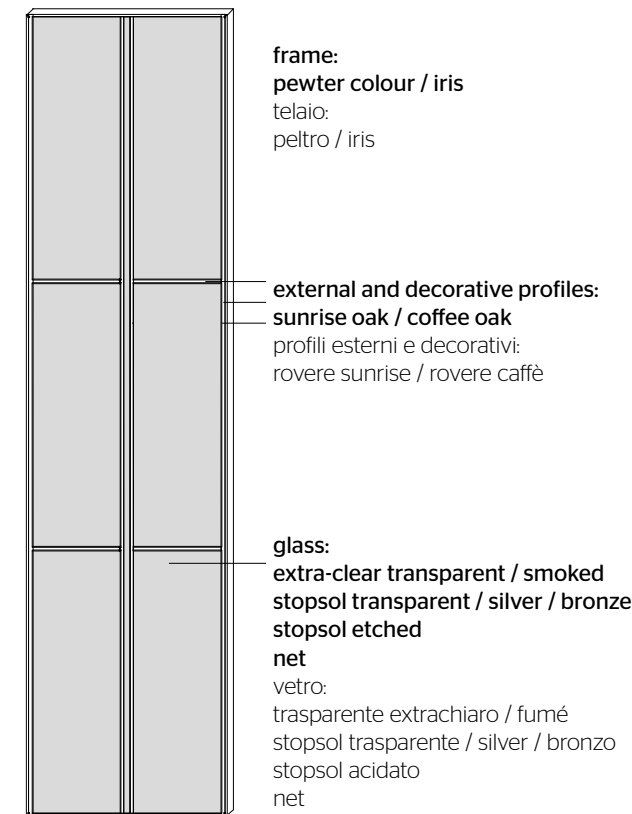 frame:
pewter colour / iris
telaio:
peltro / iris
external and decorative profiles:
sunrise oak / coffee oak
profili esterni e decorativi:
rovere sunrise / rovere caffè
glass:
extra-clear transparent / smoked
stopsol transparent / silver / bronze
stopsol etched
net
vetro:
trasparente extrachiaro / fumé
stopsol trasparente / silver / bronzo
stopsol acidato
net